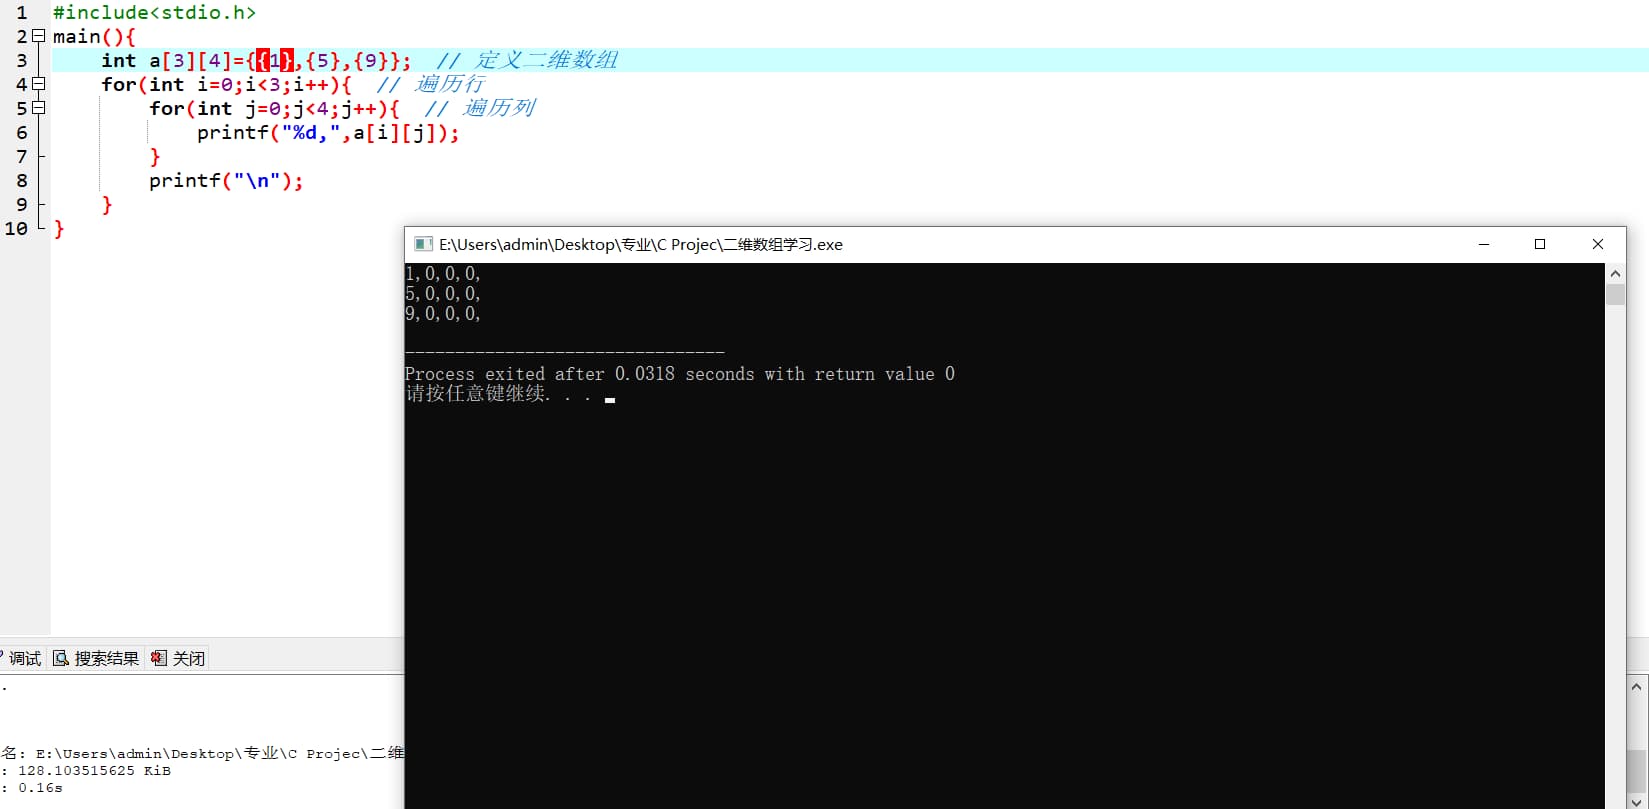 1 #include<stdio.h>
2 main(){
3 int a[3][4]={{1},{5},{9}}; // 定义二维数组
4 for(int i=0;i<3;i++){ // 遍历行
5 for(int j=0;j<4;j++){ // 遍历列
6 printf("%d,",a[i][j]);
7 }
8 printf("\n");
9 }
10 }
E:\Users\admin\Desktop\专业\C Projec\二维数组学习.exe
1,0,0,0,
5,0,0,0,
9,0,0,0,
--------------------------------
Process exited after 0.0318 seconds with return value 0
请按任意键继续. . .
调试 搜索结果 关闭
.
名: E:\Users\admin\Desktop\专业\C Projec\二维
: 128.103515625 KiB
: 0.16s